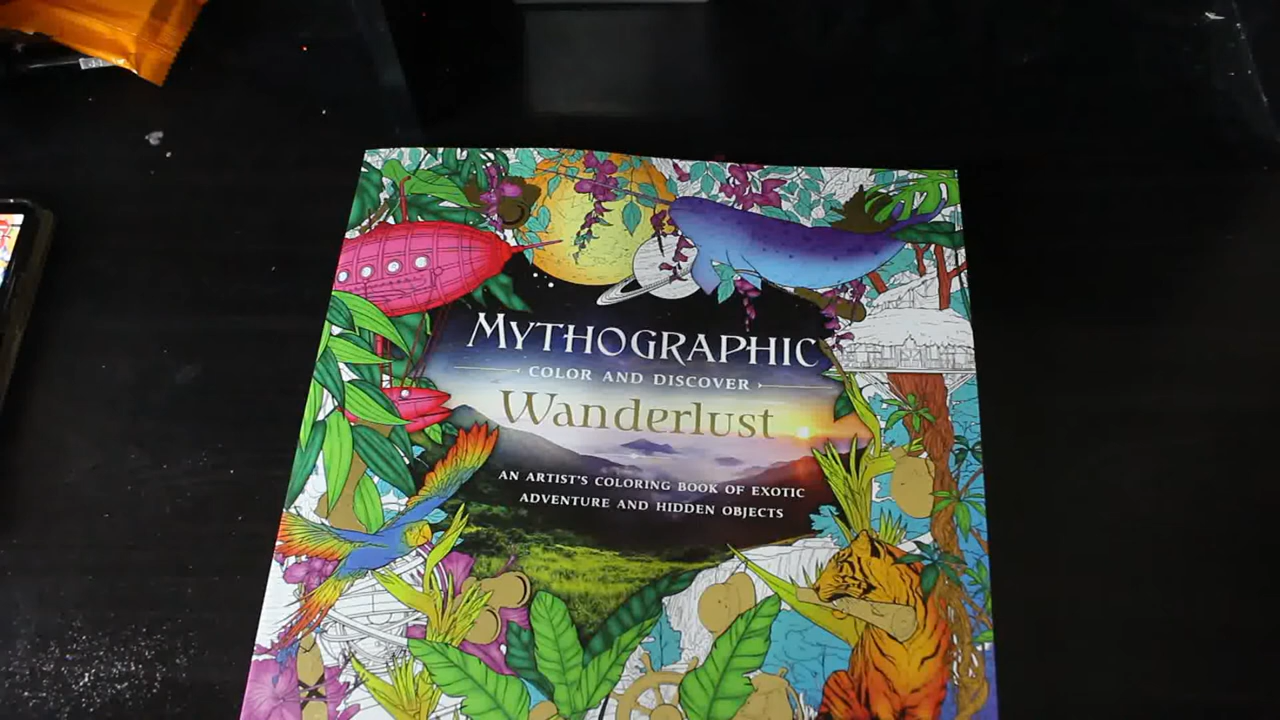 MYTHOGRAPHIC
COLOR AND DISCOVER
Wanderlust
AN ARTIST'S COLORING BOOK OF EXOTIC
ADVENTURE AND HIDDEN OBJECTS